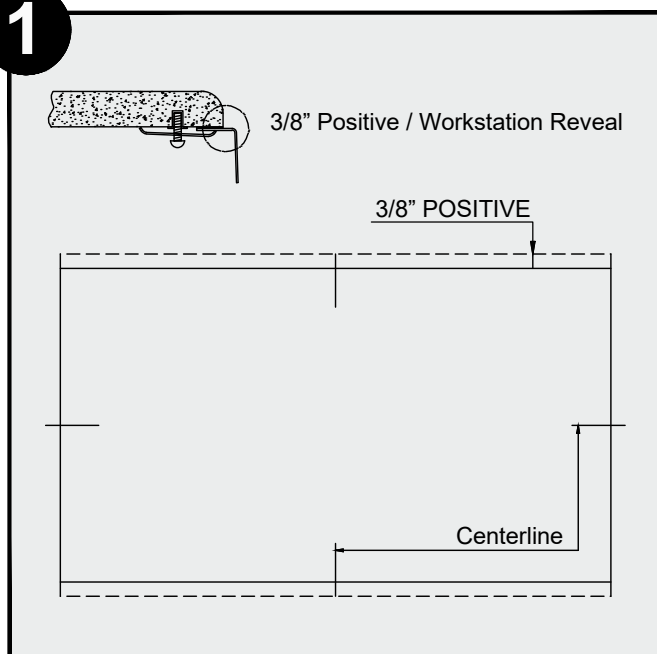 1
3/8” Positive / Workstation Reveal
3/8” POSITIVE
Centerline